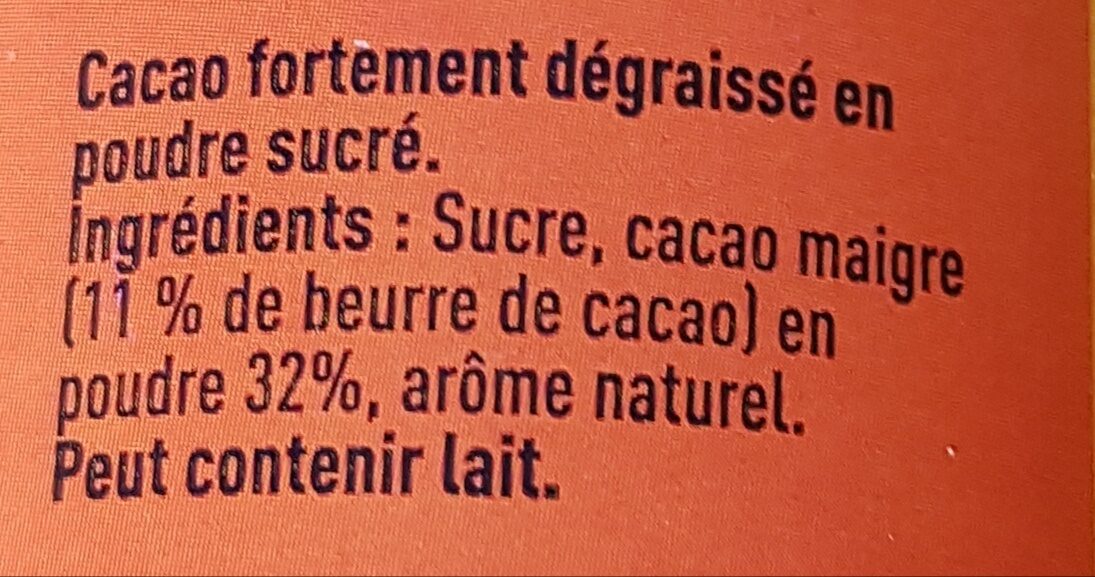 Cacao fortement dégraissé en
poudre sucré.
Ingrédients : Sucre, cacao maigre
(11 % de beurre de cacao) en
poudre 32%, arôme naturel.
Peut contenir lait.